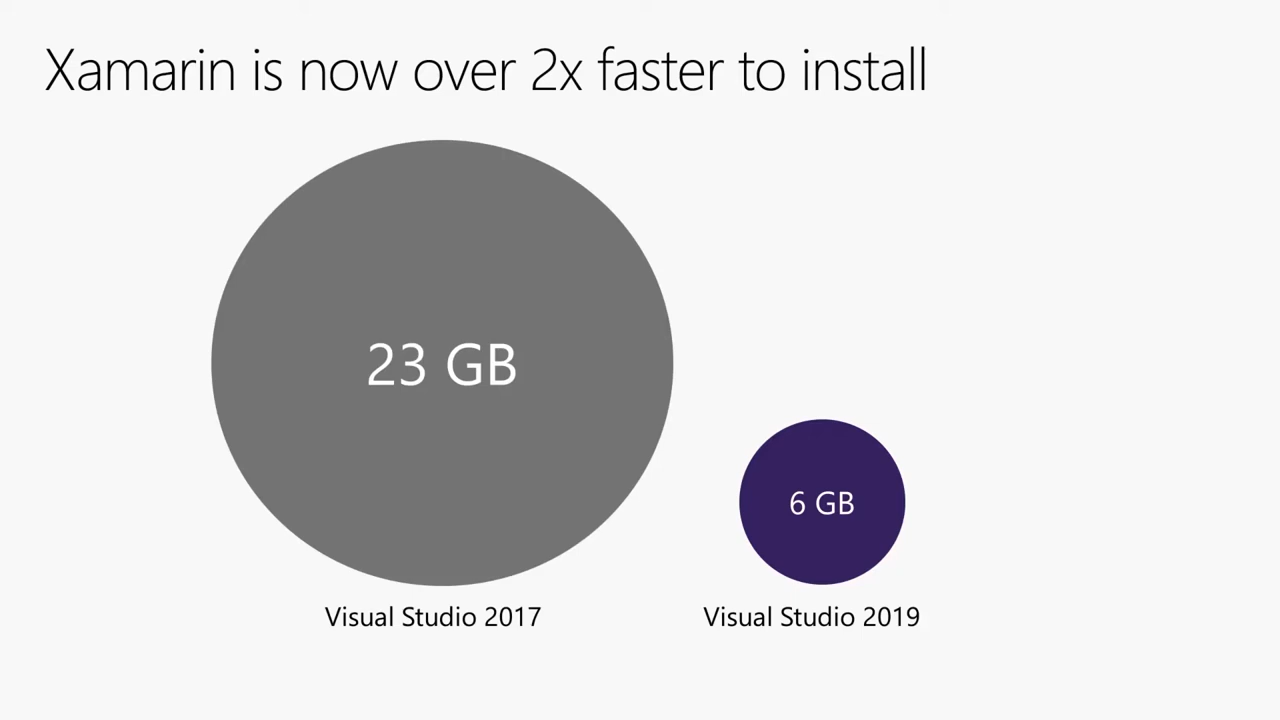 Xamarin is now over 2x faster to install
23 GB
6 GB
Visual Studio 2017
Visual Studio 2019